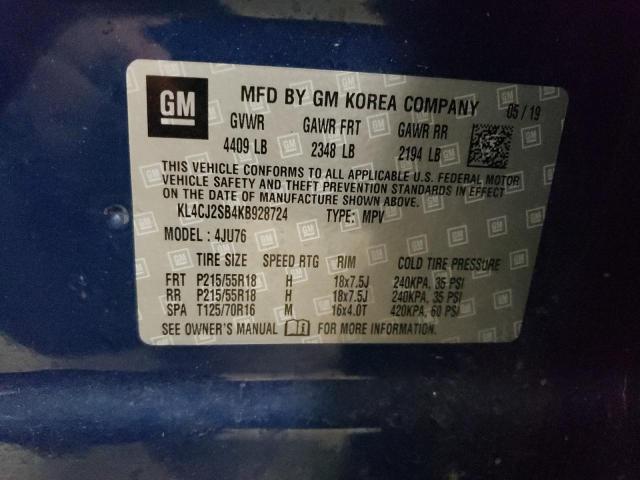 GM
MFD BY GM KOREA COMPANY 05 / 19
GVWR GAWR FRT GAWR RR
4409 LB 2348 LB 2194 LB
THIS VEHICLE CONFORMS TO ALL APPLICABLE U.S. FEDERAL MOTOR
VEHICLE SAFETY AND THEFT PREVENTION STANDARDS IN EFFECT
ON THE DATE OF MANUFACTURE SHOWN ABOVE.
KL4CJ2SB4KB928724 TYPE: MPV
MODEL : 4JU76
TIRE SIZE SPEED RTG RIM COLD TIRE PRESSURE
FRT P215/55R18 H 18x7.5J 240KPA, 35 PSI
RR P215/55R18 H 18x7.5J 240KPA, 35 PSI
SPA T125/70R16 M 16x4.0T 420KPA, 60 PSI
SEE OWNER'S MANUAL FOR MORE INFORMATION.